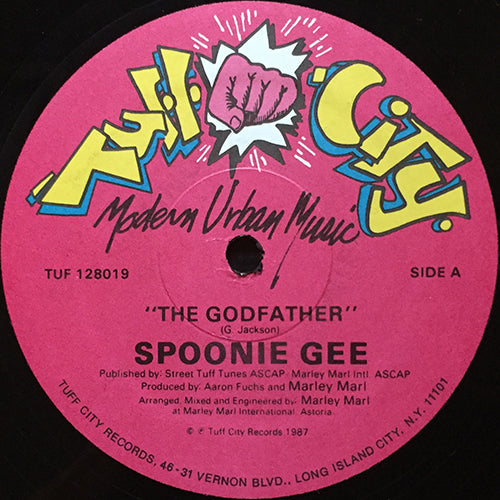 Tuff City
Modern Urban Music
TUF 128019
SIDE A
"THE GODFATHER"
(G. Jackson)
SPOONIE GEE
Published by: Street Tuff Tunes ASCAP / Marley Marl Intl. ASCAP
Produced by: Aaron Fuchs and Marley Marl
Arranged, Mixed and Engineered by: Marley Marl
at Marley Marl International, Astoria
© ℗ Tuff City Records 1987
TUFF CITY RECORDS, 46-31 VERNON BLVD., LONG ISLAND CITY, N.Y. 11101